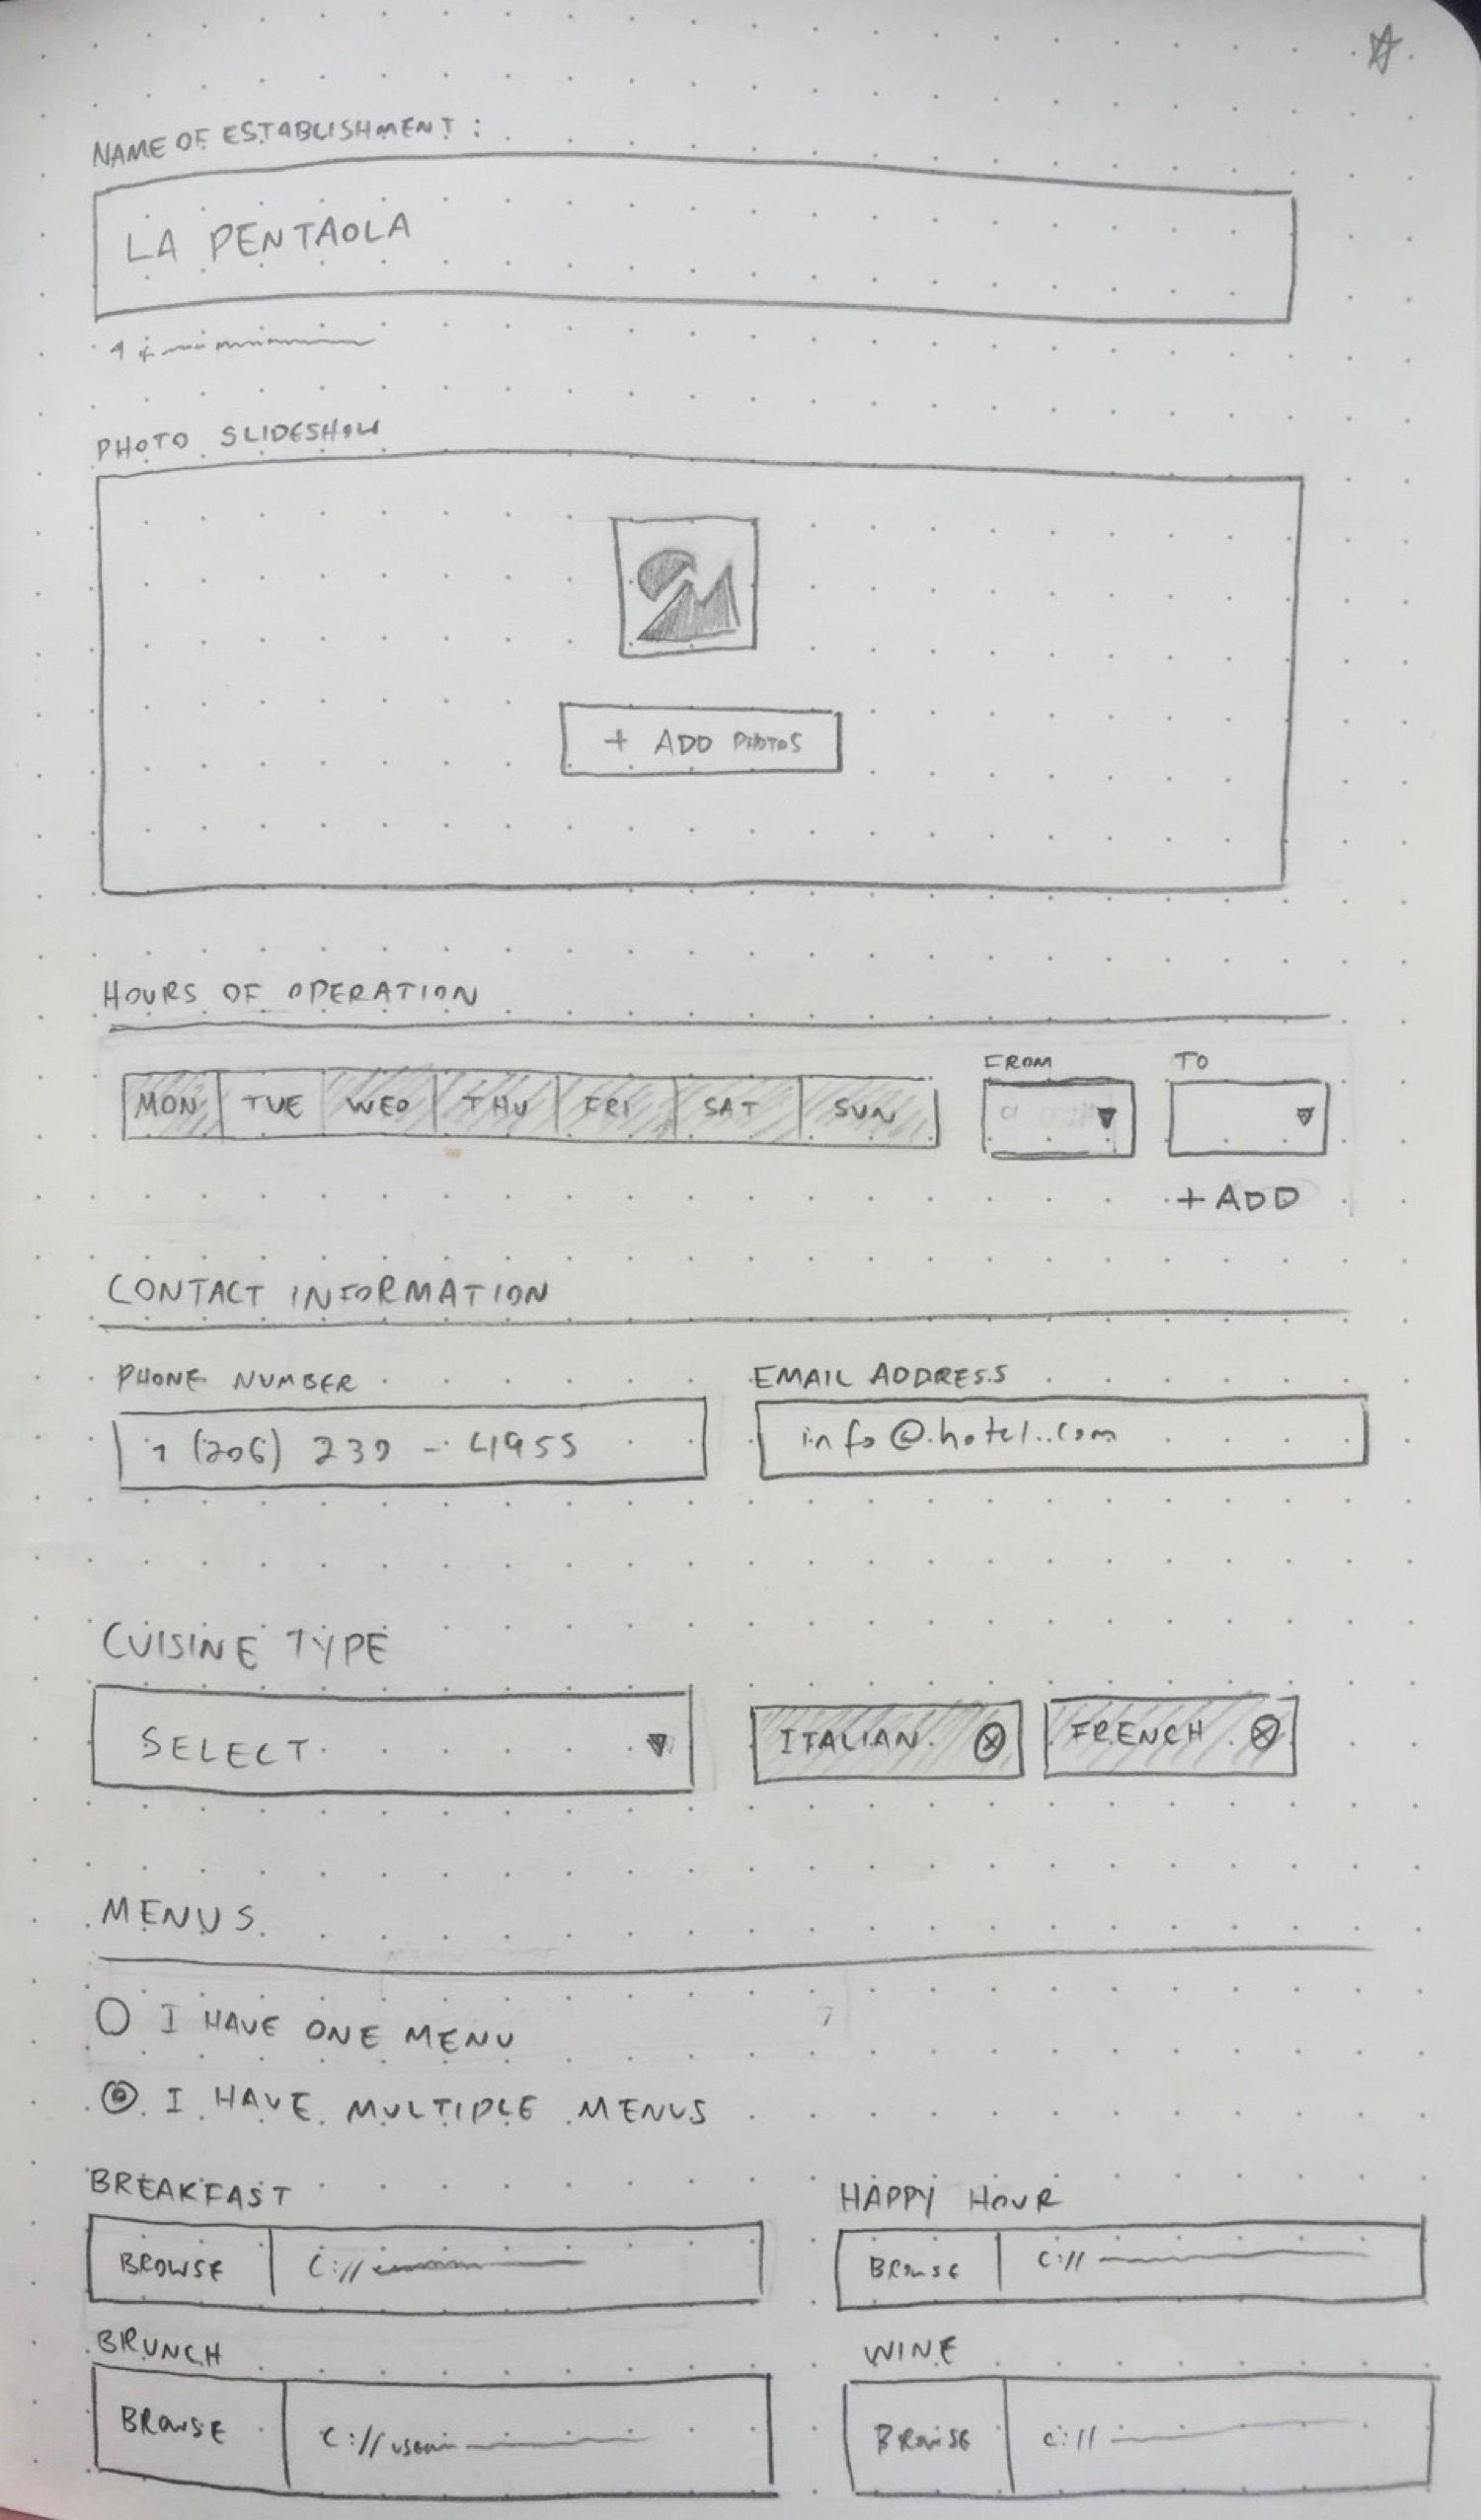 NAME OF ESTABLISHMENT:
LA PENTAOLA
PHOTO SLIDESHOW
+ ADD PHOTOS
HOURS OF OPERATION
FROM TO
MON TUE WED THU FRI SAT SUN
+ ADD
CONTACT INFORMATION
PHONE NUMBER EMAIL ADDRESS
1 (206) 239 - 4955 info@hotel.com
CUISINE TYPE
SELECT ITALIAN FRENCH
MENUS
I HAVE ONE MENU
I HAVE MULTIPLE MENUS
BREAKFAST HAPPY HOUR
BROWSE C:// BROWSE C://
BRUNCH WINE
BROWSE C://user BROWSE C://